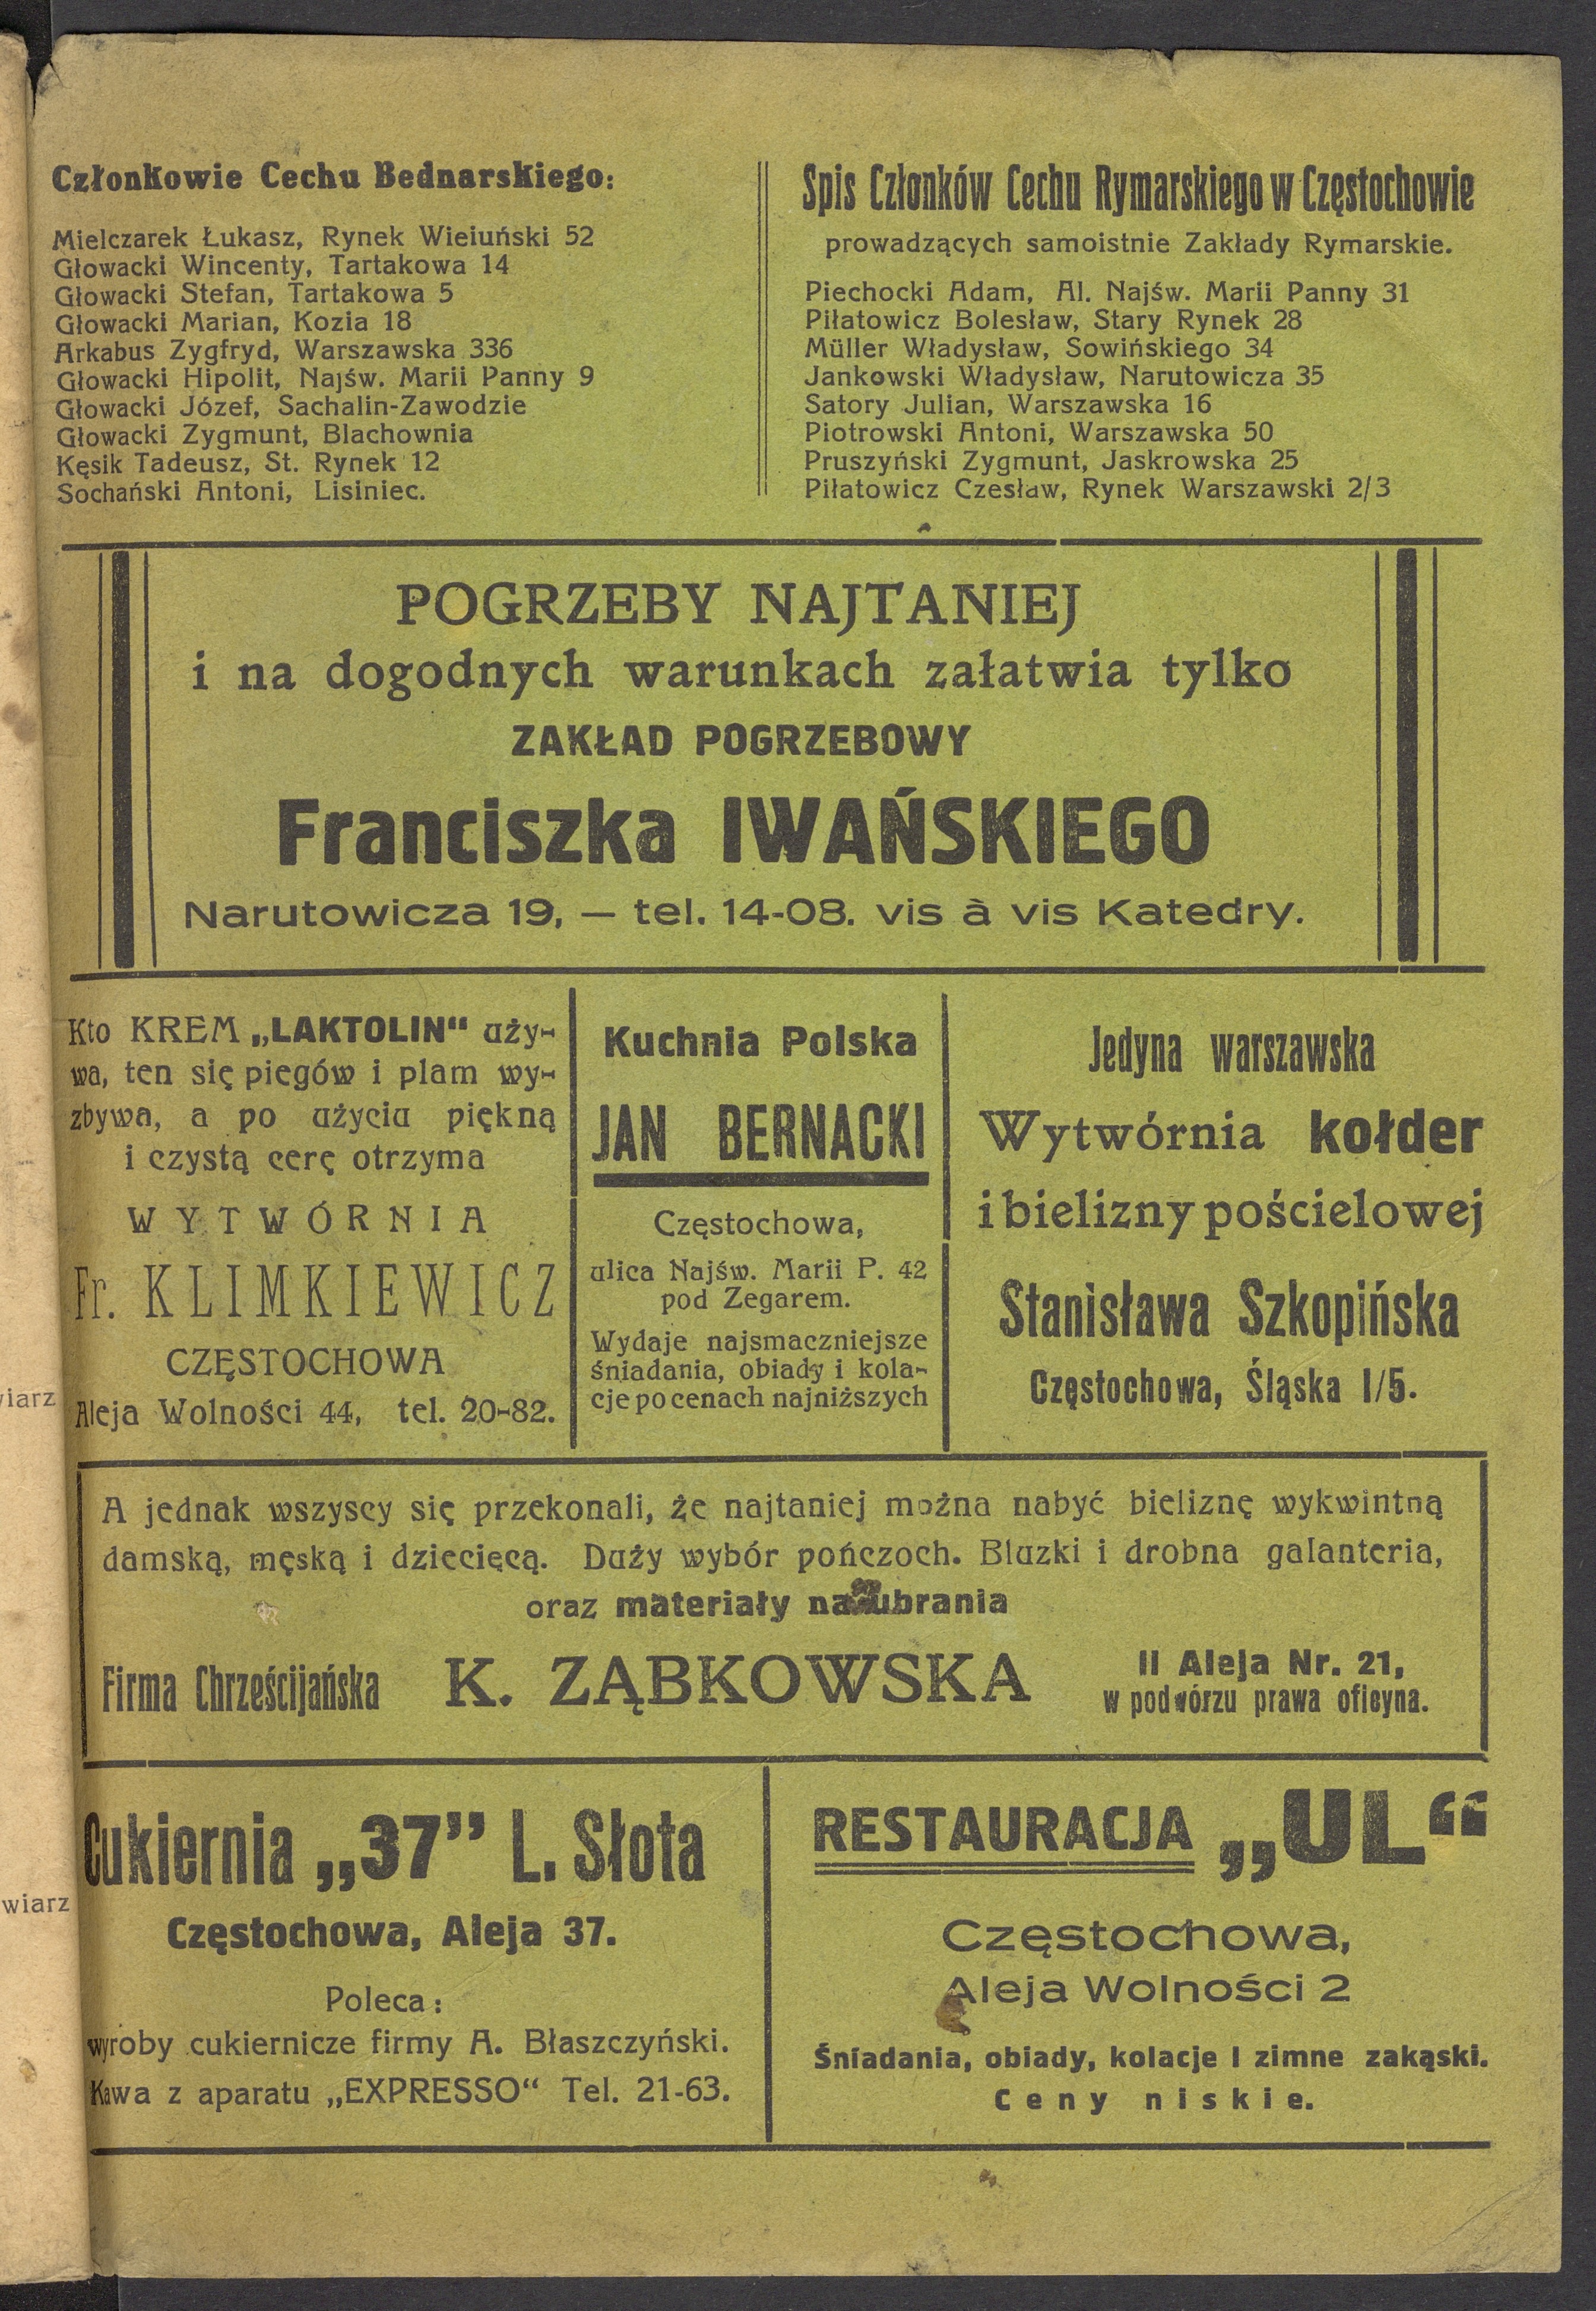 Członkowie Cechu Bednarskiego:
Mielczarek Łukasz, Rynek Wieiuński 52
Głowacki Wincenty, Tartakowa 14
Głowacki Stefan, Tartakowa 5
Głowacki Marian, Kozia 18
Arkabus Zygfryd, Warszawska 336
Głowacki Hipolit, Najśw. Marii Panny 9
Głowacki Józef, Sachalin-Zawodzie
Głowacki Zygmunt, Blachownia
Kęsik Tadeusz, St. Rynek 12
Sochański Antoni, Lisiniec.
Spis Członków Cechu Rymarskiego w Częstochowie
prowadzących samoistnie Zakłady Rymarskie.
Piechocki Adam, Al. Najśw. Marii Panny 31
Piłatowicz Bolesław, Stary Rynek 28
Müller Władysław, Sowińskiego 34
Jankowski Władysław, Narutowicza 35
Satory Julian, Warszawska 16
Piotrowski Antoni, Warszawska 50
Pruszyński Zygmunt, Jaskrowska 25
Piłatowicz Czesław, Rynek Warszawski 2/3
POGRZEBY NAJTANIEJ
i na dogodnych warunkach załatwia tylko
ZAKŁAD POGRZEBOWY
Franciszka IWAŃSKIEGO
Narutowicza 19, — tel. 14-08. vis à vis Katedry.
Kto KREM „LAKTOLIN“ uży-
wa, ten się piegów i plam wy-
zbywa, a po użyciu piękną
i czystą cerę otrzyma
WYTWÓRNIA
Fr. KLIMKIEWICZ
CZĘSTOCHOWA
Aleja Wolności 44, tel. 20-82.
Kuchnia Polska
JAN BERNACKI
Częstochowa,
ulica Najśw. Marii P. 42
pod Zegarem.
Wydaje najsmaczniejsze
śniadania, obiady i kola-
cje po cenach najniższych
Jedyna warszawska
Wytwórnia kołder
i bielizny pościelowej
Stanisława Szkopińska
Częstochowa, Śląska 1/5.
A jednak wszyscy się przekonali, że najtaniej można nabyć bieliznę wykwintną
damską, męską i dziecięcą. Duży wybór pończoch. Bluzki i drobna galanteria,
oraz materiały na ubrania
Firma Chrześcijańska K. ZĄBKOWSKA
II Aleja Nr. 21,
w podwórzu prawa oficyna.
Cukiernia „37” L. Słota
Częstochowa, Aleja 37.
Poleca:
wyroby cukiernicze firmy A. Błaszczyński.
Kawa z aparatu „EXPRESSO“ Tel. 21-63.
RESTAURACJA „UL“
Częstochowa,
Aleja Wolności 2
Śniadania, obiady, kolacje I zimne zakąski.
Ceny niskie.
wiarz